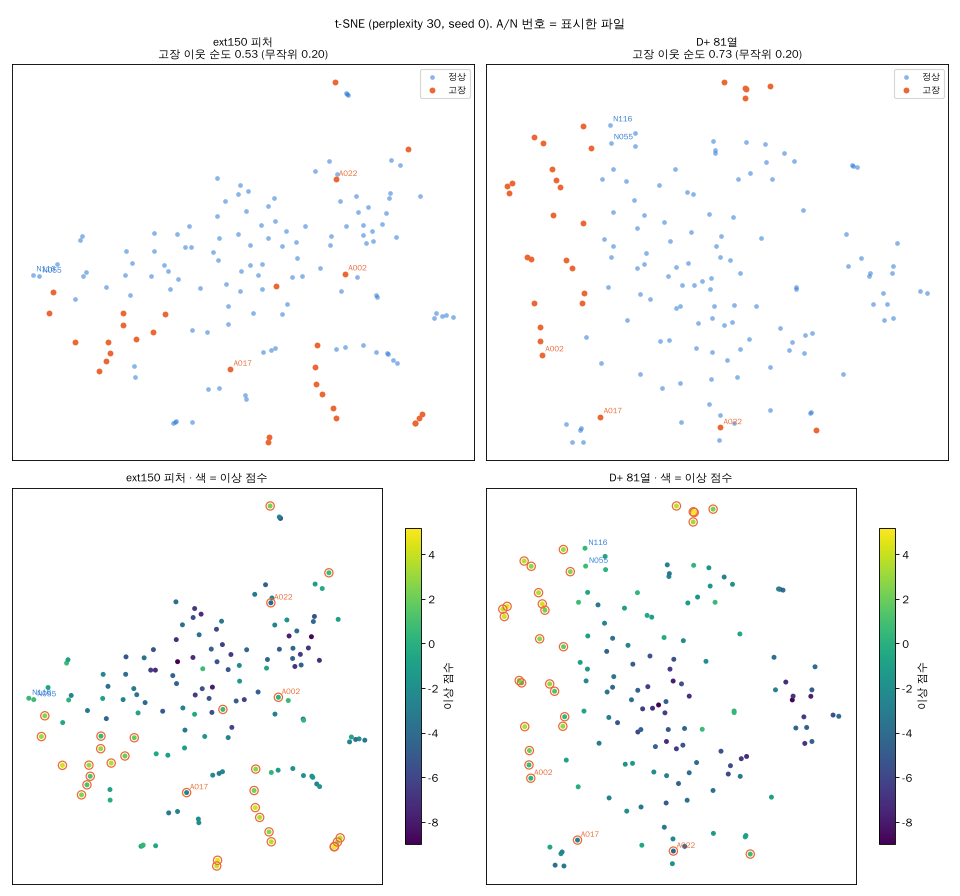 t-SNE (perplexity 30, seed 0). A/N 번호 = 표시한 파일
ext150 피처
고장 이웃 순도 0.53 (무작위 0.20)
정상
고장
A022
A002
N116
N055
A017
D+ 81열
고장 이웃 순도 0.73 (무작위 0.20)
정상
고장
N116
N055
A002
A017
A022
ext150 피처 · 색 = 이상 점수
A022
A002
N116
N055
A017
4
2
0
-2
-4
-6
-8
이상 점수
D+ 81열 · 색 = 이상 점수
N116
N055
A002
A017
A022
4
2
0
-2
-4
-6
-8
이상 점수